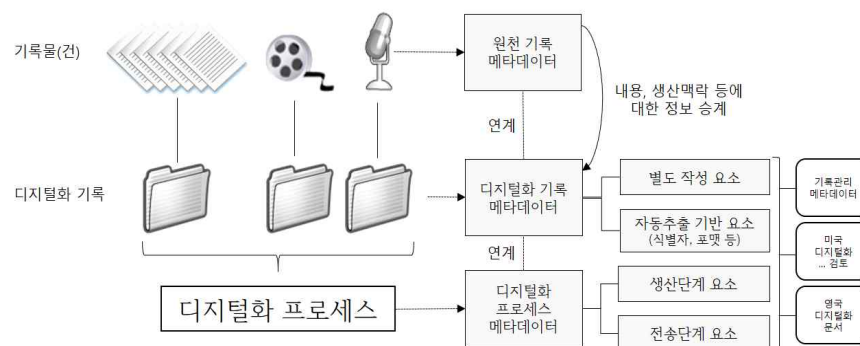 기록물(건)
원천 기록
메타데이터
내용, 생산맥락 등에
대한 정보 승계
연계
디지털화 기록
디지털화 기록
메타데이터
별도 작성 요소
자동추출 기반 요소
(식별자, 포맷 등)
기록관리
메타데이터
미국
디지털화
... 검토
영국
디지털화
문서
연계
디지털화 프로세스
디지털화
프로세스
메타데이터
생산단계 요소
전송단계 요소